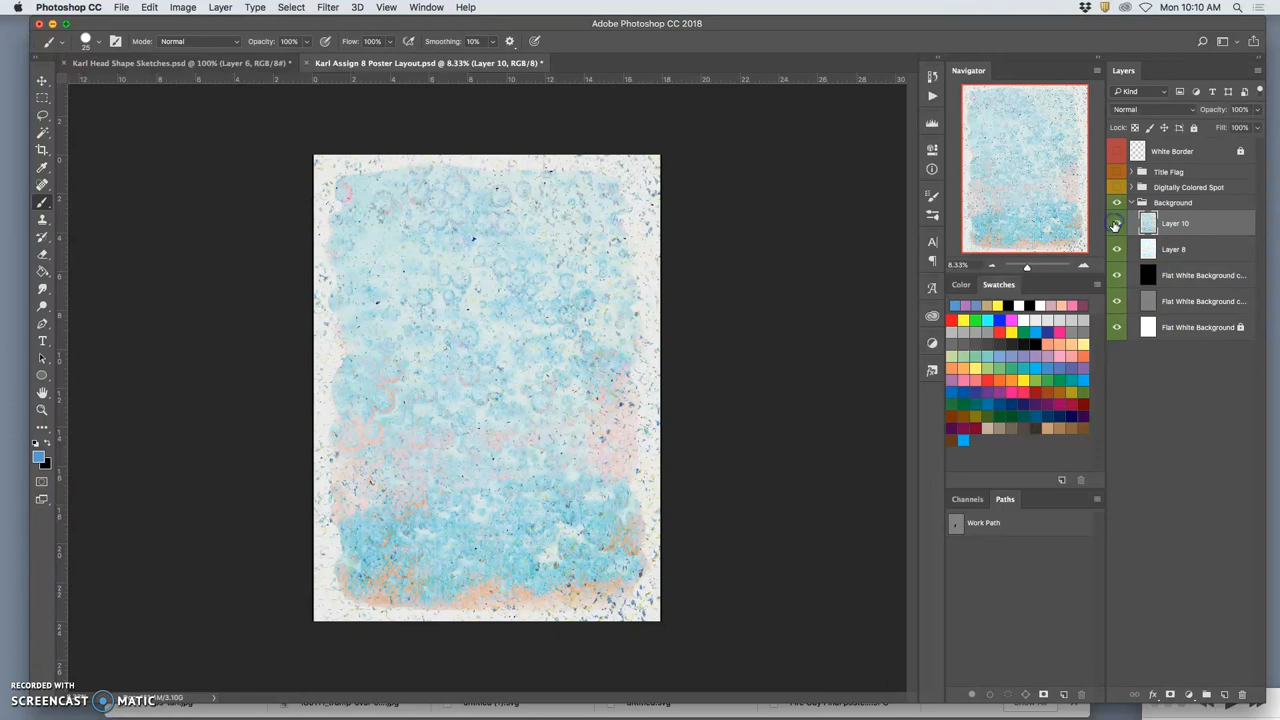 Photoshop CC File Edit Image Layer Type Select Filter 3D View Window Help Mon 10:10 AM
Adobe Photoshop CC 2018
25 Mode: Normal Opacity: 100% Flow: 100% Smoothing: 10%
Karl Head Shape Sketches.psd @ 100% (Layer 6, RGB/8#) * Karl Assign 8 Poster Layout.psd @ 8.33% (Layer 10, RGB/8) *
Navigator
Layers
Kind
Normal Opacity: 100%
Lock: Fill: 100%
White Border
Title Flag
Digitally Colored Spot
Background
Layer 10
Layer 8
Flat White Background c...
Flat White Background c...
Flat White Background
8.33%
Color Swatches
Channels Paths
Work Path
RECORDED WITH
SCREENCAST MATIC